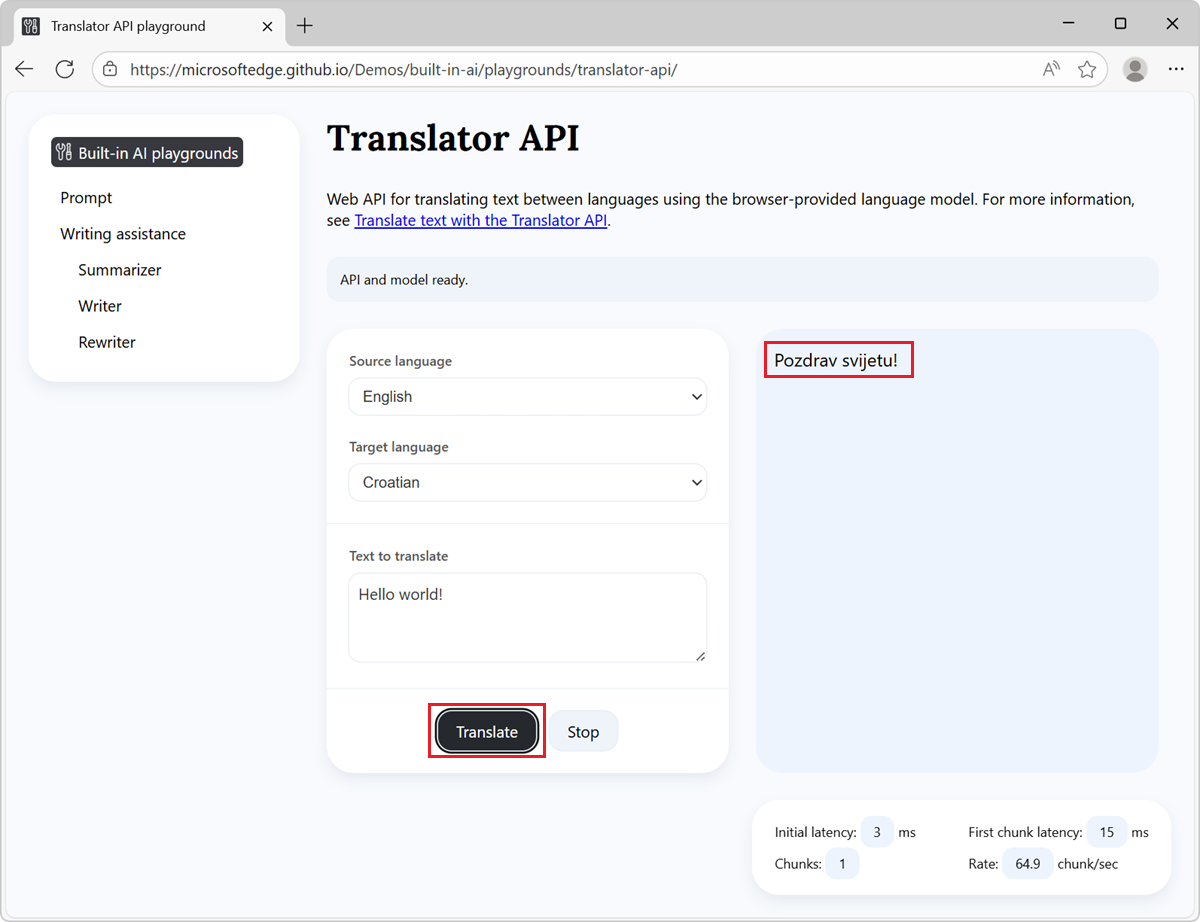 Translator API playground
https://microsoftedge.github.io/Demos/built-in-ai/playgrounds/translator-api/
Built-in AI playgrounds
Prompt
Writing assistance
Summarizer
Writer
Rewriter
Translator API
Web API for translating text between languages using the browser-provided language model. For more information,
see Translate text with the Translator API.
API and model ready.
Source language
English
Target language
Croatian
Text to translate
Hello world!
Translate
Stop
Pozdrav svijetu!
Initial latency: 3 ms
First chunk latency: 15 ms
Chunks: 1
Rate: 64.9 chunk/sec